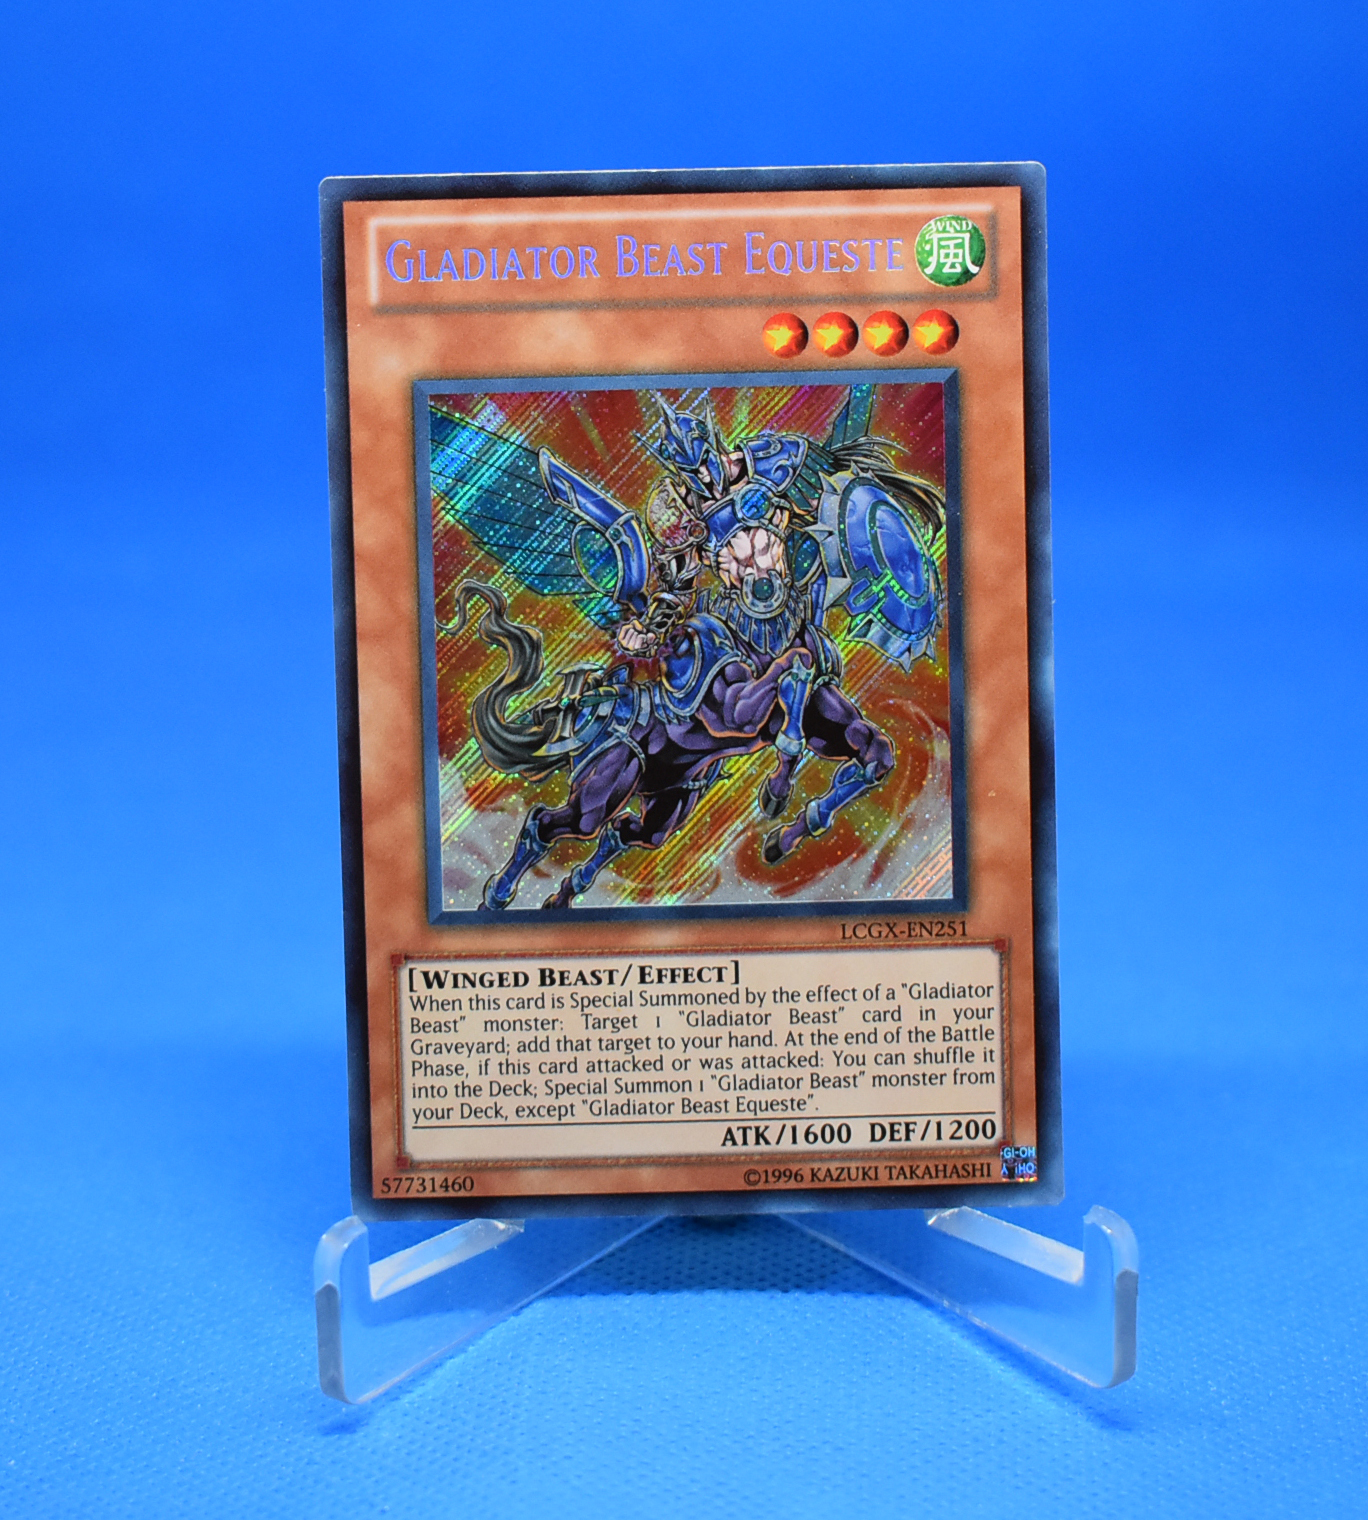 GLADIATOR BEAST EQUESTE
WIND
風
LCGX-EN251
[WINGED BEAST/EFFECT]
When this card is Special Summoned by the effect of a "Gladiator
Beast" monster: Target 1 "Gladiator Beast" card in your
Graveyard; add that target to your hand. At the end of the Battle
Phase, if this card attacked or was attacked: You can shuffle it
into the Deck; Special Summon 1 "Gladiator Beast" monster from
your Deck, except "Gladiator Beast Equeste".
ATK/1600 DEF/1200
57731460
©1996 KAZUKI TAKAHASHI
GI-OH